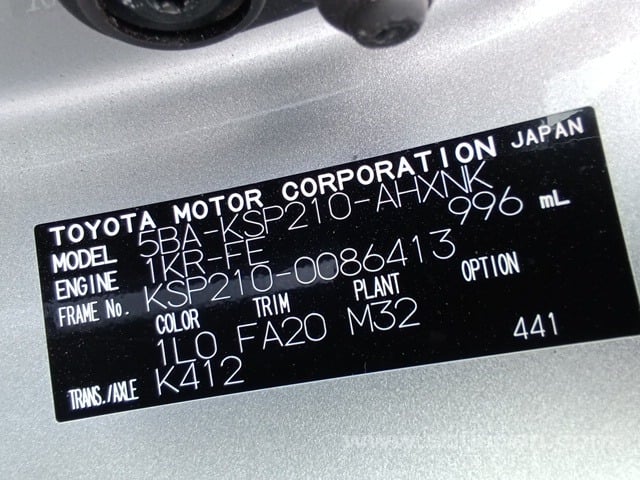 TOYOTA MOTOR CORPORATION JAPAN
MODEL 5BA-KSP210-AHXNK
ENGINE 1KR-FE 996 mL
FRAME No. KSP210-0086413
COLOR TRIM PLANT OPTION
1L0 FA20 M32 441
TRANS./AXLE K412